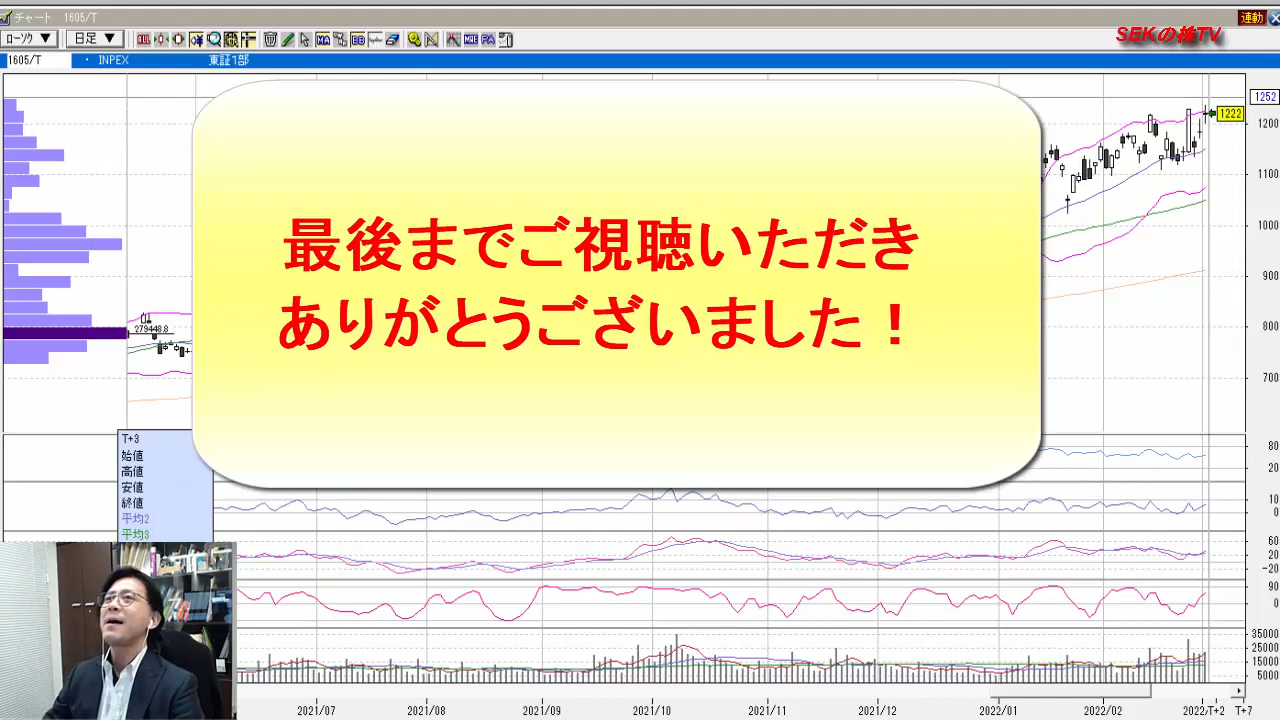 チャート 1605/T
連動
ローソク ▼ 日足 ▼
MA
BB
SEKの株TV
1605/T ・ INPEX 東証1部
1252
1222
1200
1100
1000
900
800
700
最後までご視聴いただき
ありがとうございました！
279448.8
T+3
始値
高値
安値
終値
平均2
平均3
80
20
10
0
60
20
-20
90
0
35000
25000
15000
5000
2021/07 2021/08 2021/09 2021/10 2021/11 2021/12 2022/01 2022/02 2022/T+2 T+7